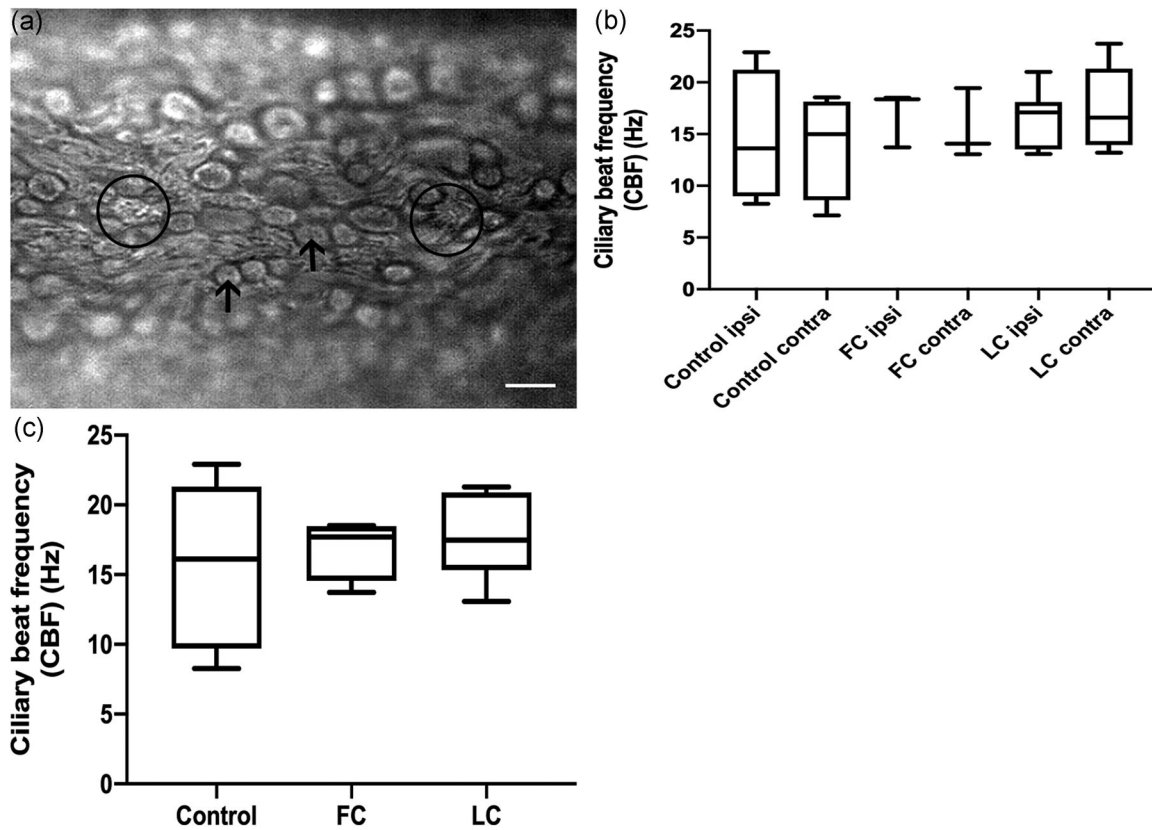 (a)
(b)
Ciliary beat frequency
(CBF) (Hz)
25
20
15
10
5
0
Control ipsi
Control contra
FC ipsi
FC contra
LC ipsi
LC contra
(c)
Ciliary beat frequency
(CBF) (Hz)
25
20
15
10
5
0
Control
FC
LC